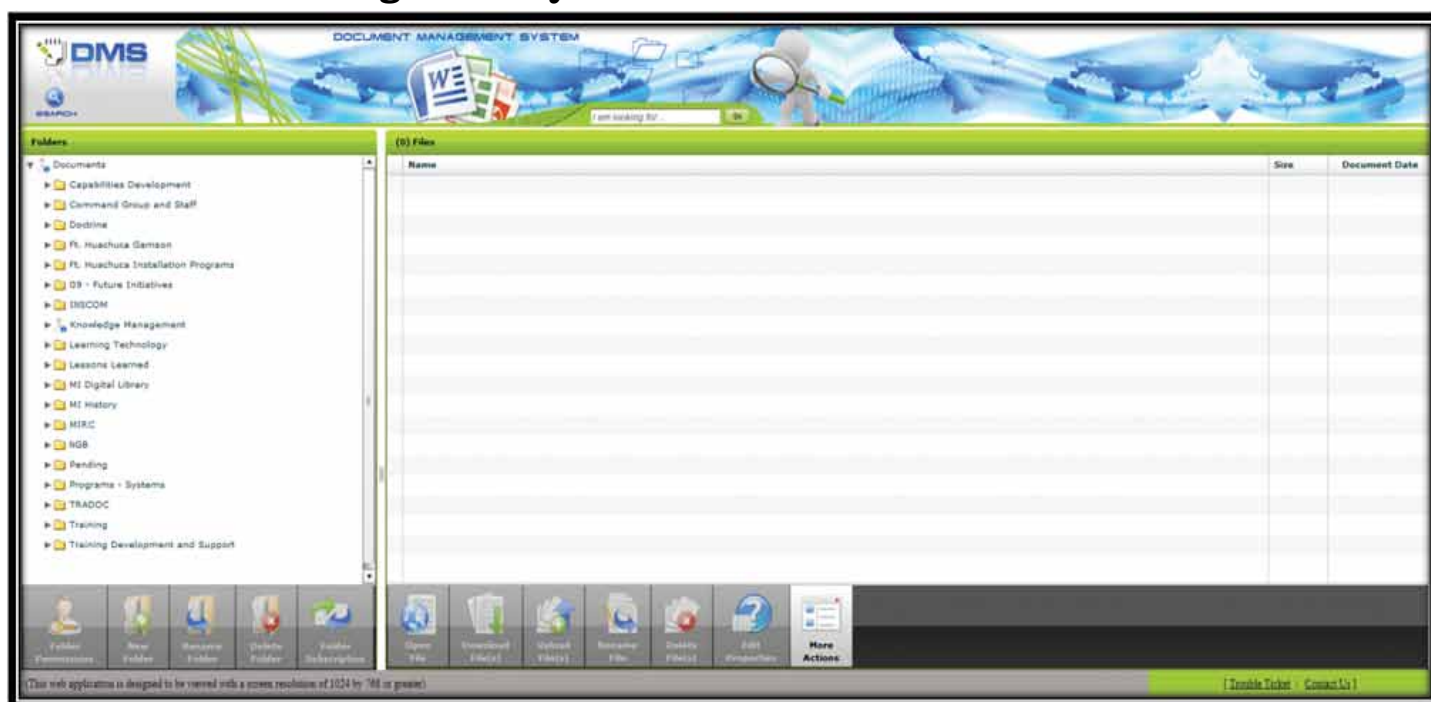 DMS
DOCUMENT MANAGEMENT SYSTEM
W
SEARCH
I am looking for ...
Go
Folders
(0) Files
Name
Size
Document Date
Documents
Capabilities Development
Command Group and Staff
Doctrine
Ft. Huachuca Garrison
Ft. Huachuca Installation Programs
09 - Future Initiatives
INSCOM
Knowledge Management
Learning Technology
Lessons Learned
MI Digital Library
MI History
MIRC
NGB
Pending
Programs - Systems
TRADOC
Training
Training Development and Support
Folder Permissions
New Folder
Rename Folder
Delete Folder
Folder Subscription
Open File
Download File(s)
Upload File(s)
Rename File
Delete File(s)
Edit Properties
More Actions
(This web application is designed to be viewed with a screen resolution of 1024 by 768 or greater)
[ Trouble Ticket - Contact Us ]